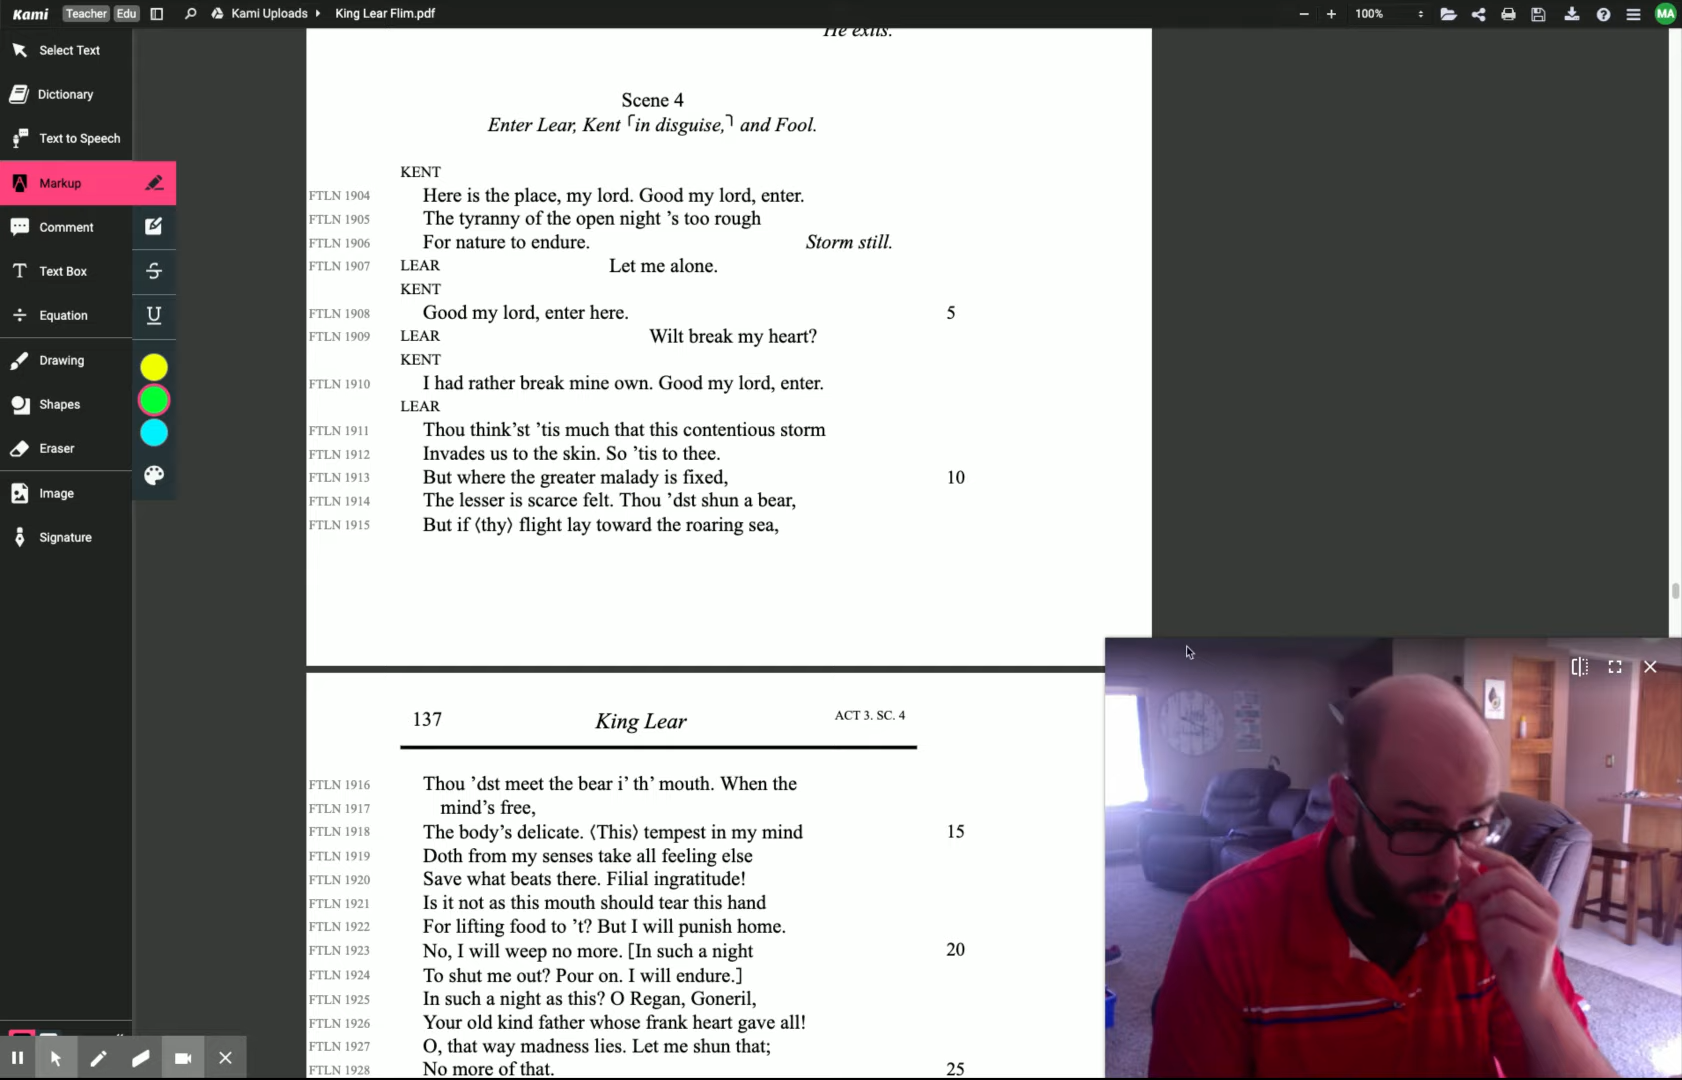 Kami Teacher Edu Kami Uploads King Lear Flim.pdf 100% MA
Select Text
Dictionary
Text to Speech
Markup
Comment
Text Box
Equation
Drawing
Shapes
Eraser
Image
Signature
He exits.
Scene 4
Enter Lear, Kent ⌜in disguise,⌝ and Fool.
KENT
FTLN 1904 Here is the place, my lord. Good my lord, enter.
FTLN 1905 The tyranny of the open night ’s too rough
FTLN 1906 For nature to endure. Storm still.
FTLN 1907 LEAR Let me alone.
KENT
FTLN 1908 Good my lord, enter here. 5
FTLN 1909 LEAR Wilt break my heart?
KENT
FTLN 1910 I had rather break mine own. Good my lord, enter.
LEAR
FTLN 1911 Thou think’st ’tis much that this contentious storm
FTLN 1912 Invades us to the skin. So ’tis to thee.
FTLN 1913 But where the greater malady is fixed, 10
FTLN 1914 The lesser is scarce felt. Thou ’dst shun a bear,
FTLN 1915 But if ⟨thy⟩ flight lay toward the roaring sea,
137 King Lear ACT 3. SC. 4
FTLN 1916 Thou ’dst meet the bear i’ th’ mouth. When the
FTLN 1917 mind’s free,
FTLN 1918 The body’s delicate. ⟨This⟩ tempest in my mind 15
FTLN 1919 Doth from my senses take all feeling else
FTLN 1920 Save what beats there. Filial ingratitude!
FTLN 1921 Is it not as this mouth should tear this hand
FTLN 1922 For lifting food to ’t? But I will punish home.
FTLN 1923 No, I will weep no more. [In such a night 20
FTLN 1924 To shut me out? Pour on. I will endure.]
FTLN 1925 In such a night as this? O Regan, Goneril,
FTLN 1926 Your old kind father whose frank heart gave all!
FTLN 1927 O, that way madness lies. Let me shun that;
FTLN 1928 No more of that. 25